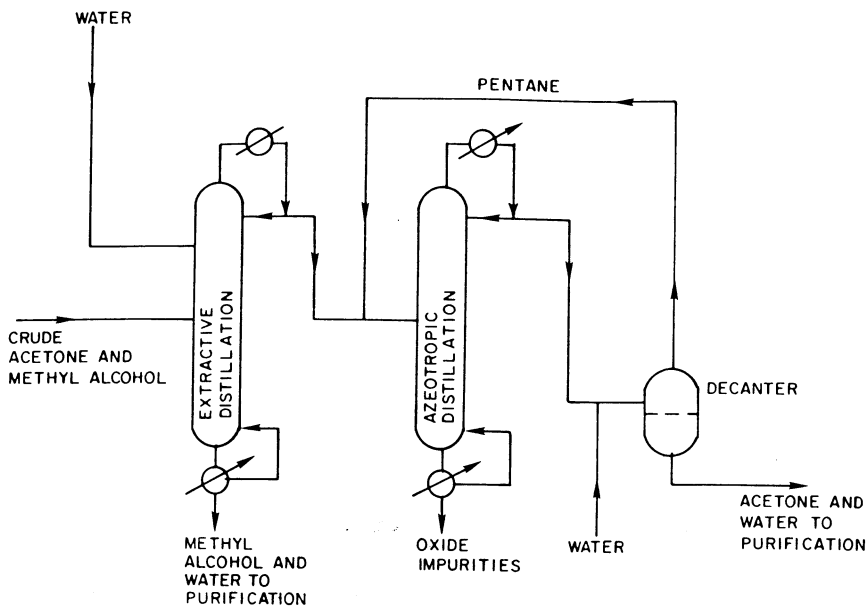 WATER
PENTANE
CRUDE
ACETONE AND
METHYL ALCOHOL
EXTRACTIVE
DISTILLATION
AZEOTROPIC
DISTILLATION
DECANTER
METHYL
ALCOHOL AND
WATER TO
PURIFICATION
OXIDE
IMPURITIES
WATER
ACETONE AND
WATER TO
PURIFICATION